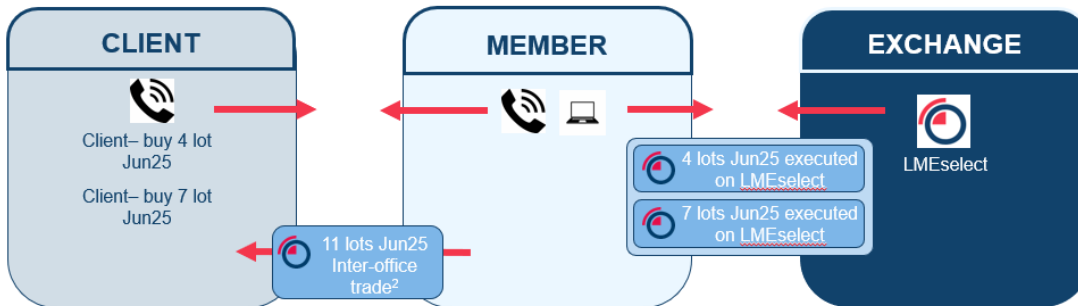 CLIENT
Client– buy 4 lot
Jun25
Client– buy 7 lot
Jun25
MEMBER
EXCHANGE
LMEselect
4 lots Jun25 executed
on LMEselect
7 lots Jun25 executed
on LMEselect
11 lots Jun25
Inter-office
trade²